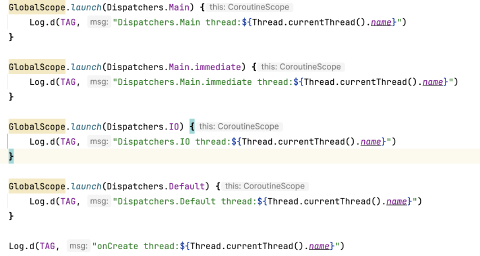 GlobalScope.launch(Dispatchers.Main) { this: CoroutineScope
Log.d(TAG, msg: "Dispatchers.Main thread:${Thread.currentThread().name}")
}
GlobalScope.launch(Dispatchers.Main.immediate) { this: CoroutineScope
Log.d(TAG, msg: "Dispatchers.Main.immediate thread:${Thread.currentThread().name}")
}
GlobalScope.launch(Dispatchers.IO) { this: CoroutineScope
Log.d(TAG, msg: "Dispatchers.IO thread:${Thread.currentThread().name}")
}
GlobalScope.launch(Dispatchers.Default) { this: CoroutineScope
Log.d(TAG, msg: "Dispatchers.Default thread:${Thread.currentThread().name}")
}
Log.d(TAG, msg: "onCreate thread:${Thread.currentThread().name}")